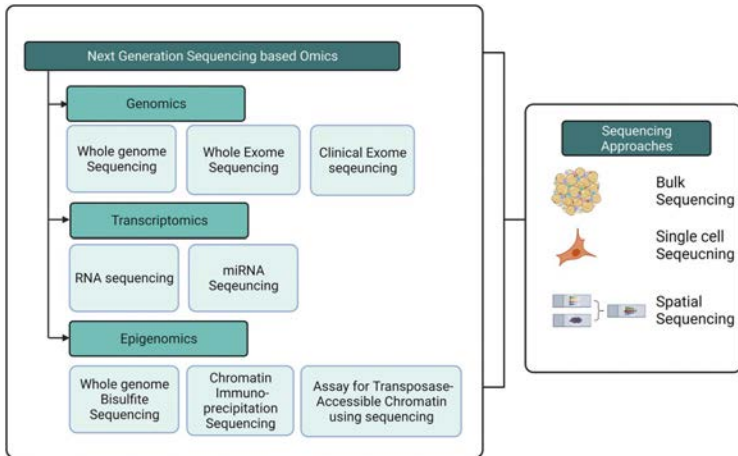 Next Generation Sequencing based Omics
Genomics
Whole genome
Sequencing
Whole Exome
Sequencing
Clinical Exome
seqeuncing
Transcriptomics
RNA sequencing
miRNA
Seqeuncing
Epigenomics
Whole genome
Bisulfite
Sequencing
Chromatin
Immuno-
precipitation
Sequencing
Assay for Transposase-
Accessible Chromatin
using sequencing
Sequencing
Approaches
Bulk
Sequencing
Single cell
Seqeucning
Spatial
Sequencing